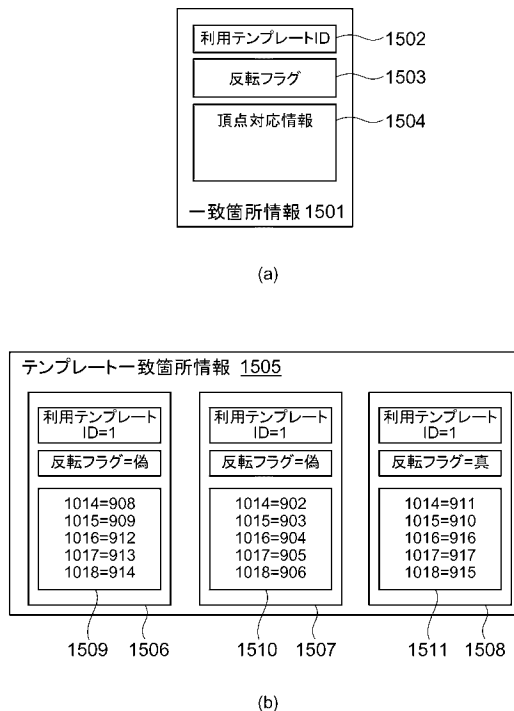 利用テンプレートID
1502
反転フラグ
1503
頂点対応情報
1504
一致箇所情報 1501
(a)
テンプレート一致箇所情報 1505
利用テンプレート
ID=1
反転フラグ=偽
1014=908
1015=909
1016=912
1017=913
1018=914
利用テンプレート
ID=1
反転フラグ=偽
1014=902
1015=903
1016=904
1017=905
1018=906
利用テンプレート
ID=1
反転フラグ=真
1014=911
1015=910
1016=916
1017=917
1018=915
1509
1506
1510
1507
1511
1508
(b)